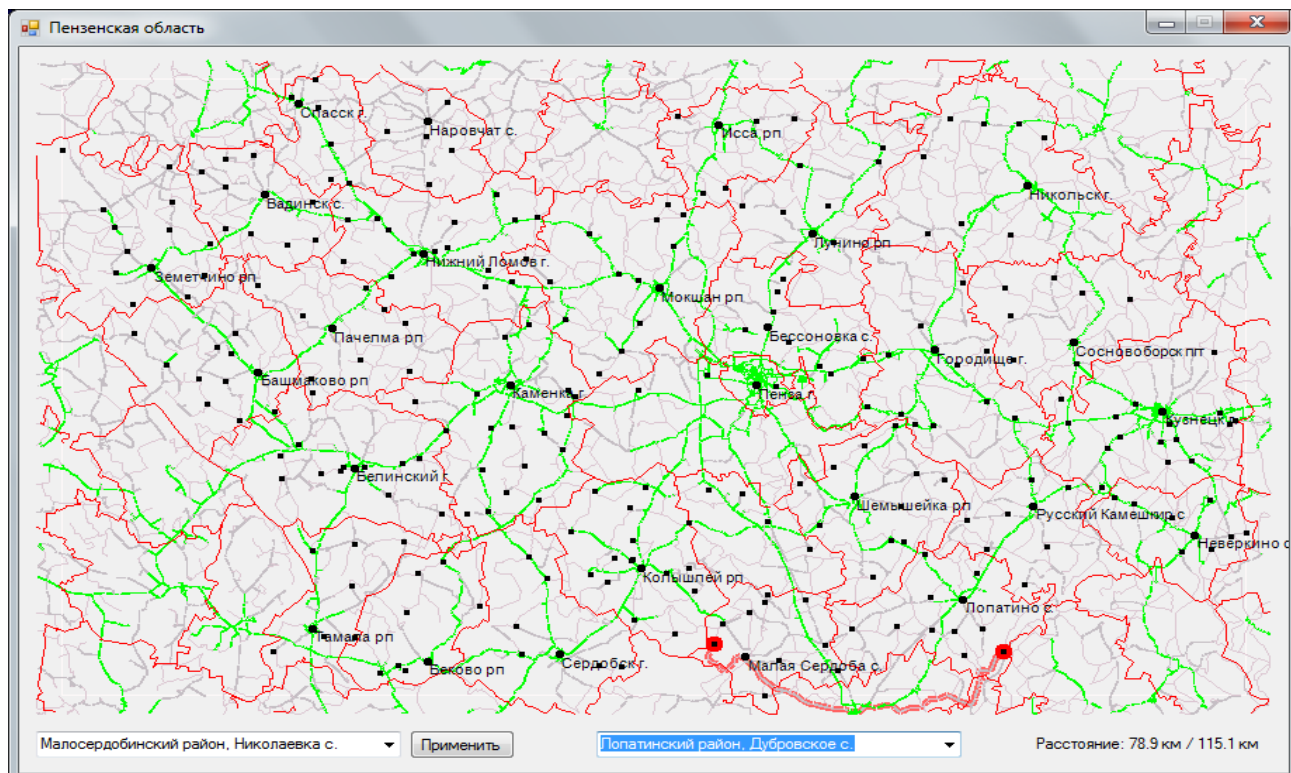 Пензенская область
Спасск г.
Наровчат с.
Исса рп
Никольск г.
Вадинск с.
Лунино рп
Нижний Ломов г.
Земетчино рп
Мокшан рп
Пачелма рп
Бессоновка с.
Городище г.
Сосновоборск пгт
Башмаково рп
Каменка г.
Пенза г.
Кузнецк г.
Белинский г.
Шемышейка рп
Русский Камешкир с
Неверкино с
Колышлей рп
Лопатино с.
Тамала рп
Беково рп
Сердобск г.
Малая Сердоба с.
Малосердобинский район, Николаевка с.
Применить
Лопатинский район, Дубровское с.
Расстояние: 78.9 км / 115.1 км